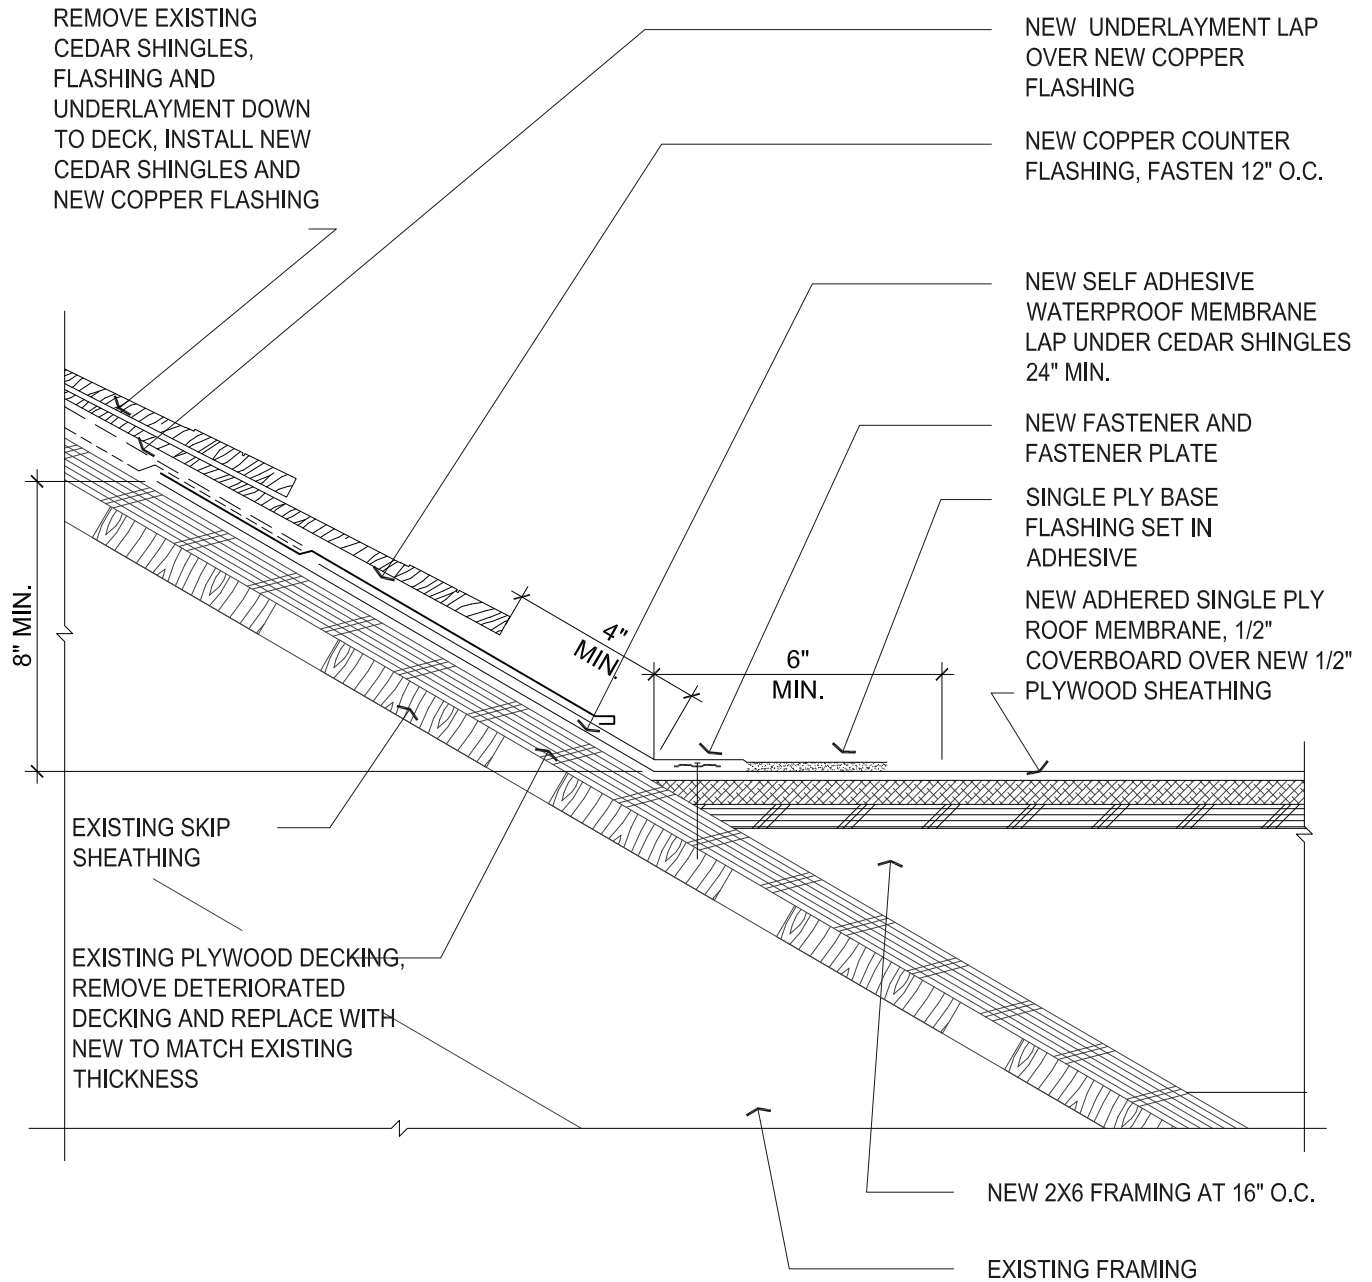 REMOVE EXISTING
CEDAR SHINGLES,
FLASHING AND
UNDERLAYMENT DOWN
TO DECK, INSTALL NEW
CEDAR SHINGLES AND
NEW COPPER FLASHING
NEW UNDERLAYMENT LAP
OVER NEW COPPER
FLASHING
NEW COPPER COUNTER
FLASHING, FASTEN 12" O.C.
NEW SELF ADHESIVE
WATERPROOF MEMBRANE
LAP UNDER CEDAR SHINGLES
24" MIN.
NEW FASTENER AND
FASTENER PLATE
SINGLE PLY BASE
FLASHING SET IN
ADHESIVE
NEW ADHERED SINGLE PLY
ROOF MEMBRANE, 1/2"
COVERBOARD OVER NEW 1/2"
PLYWOOD SHEATHING
8" MIN.
4"
MIN.
6"
MIN.
EXISTING SKIP
SHEATHING
EXISTING PLYWOOD DECKING,
REMOVE DETERIORATED
DECKING AND REPLACE WITH
NEW TO MATCH EXISTING
THICKNESS
NEW 2X6 FRAMING AT 16" O.C.
EXISTING FRAMING